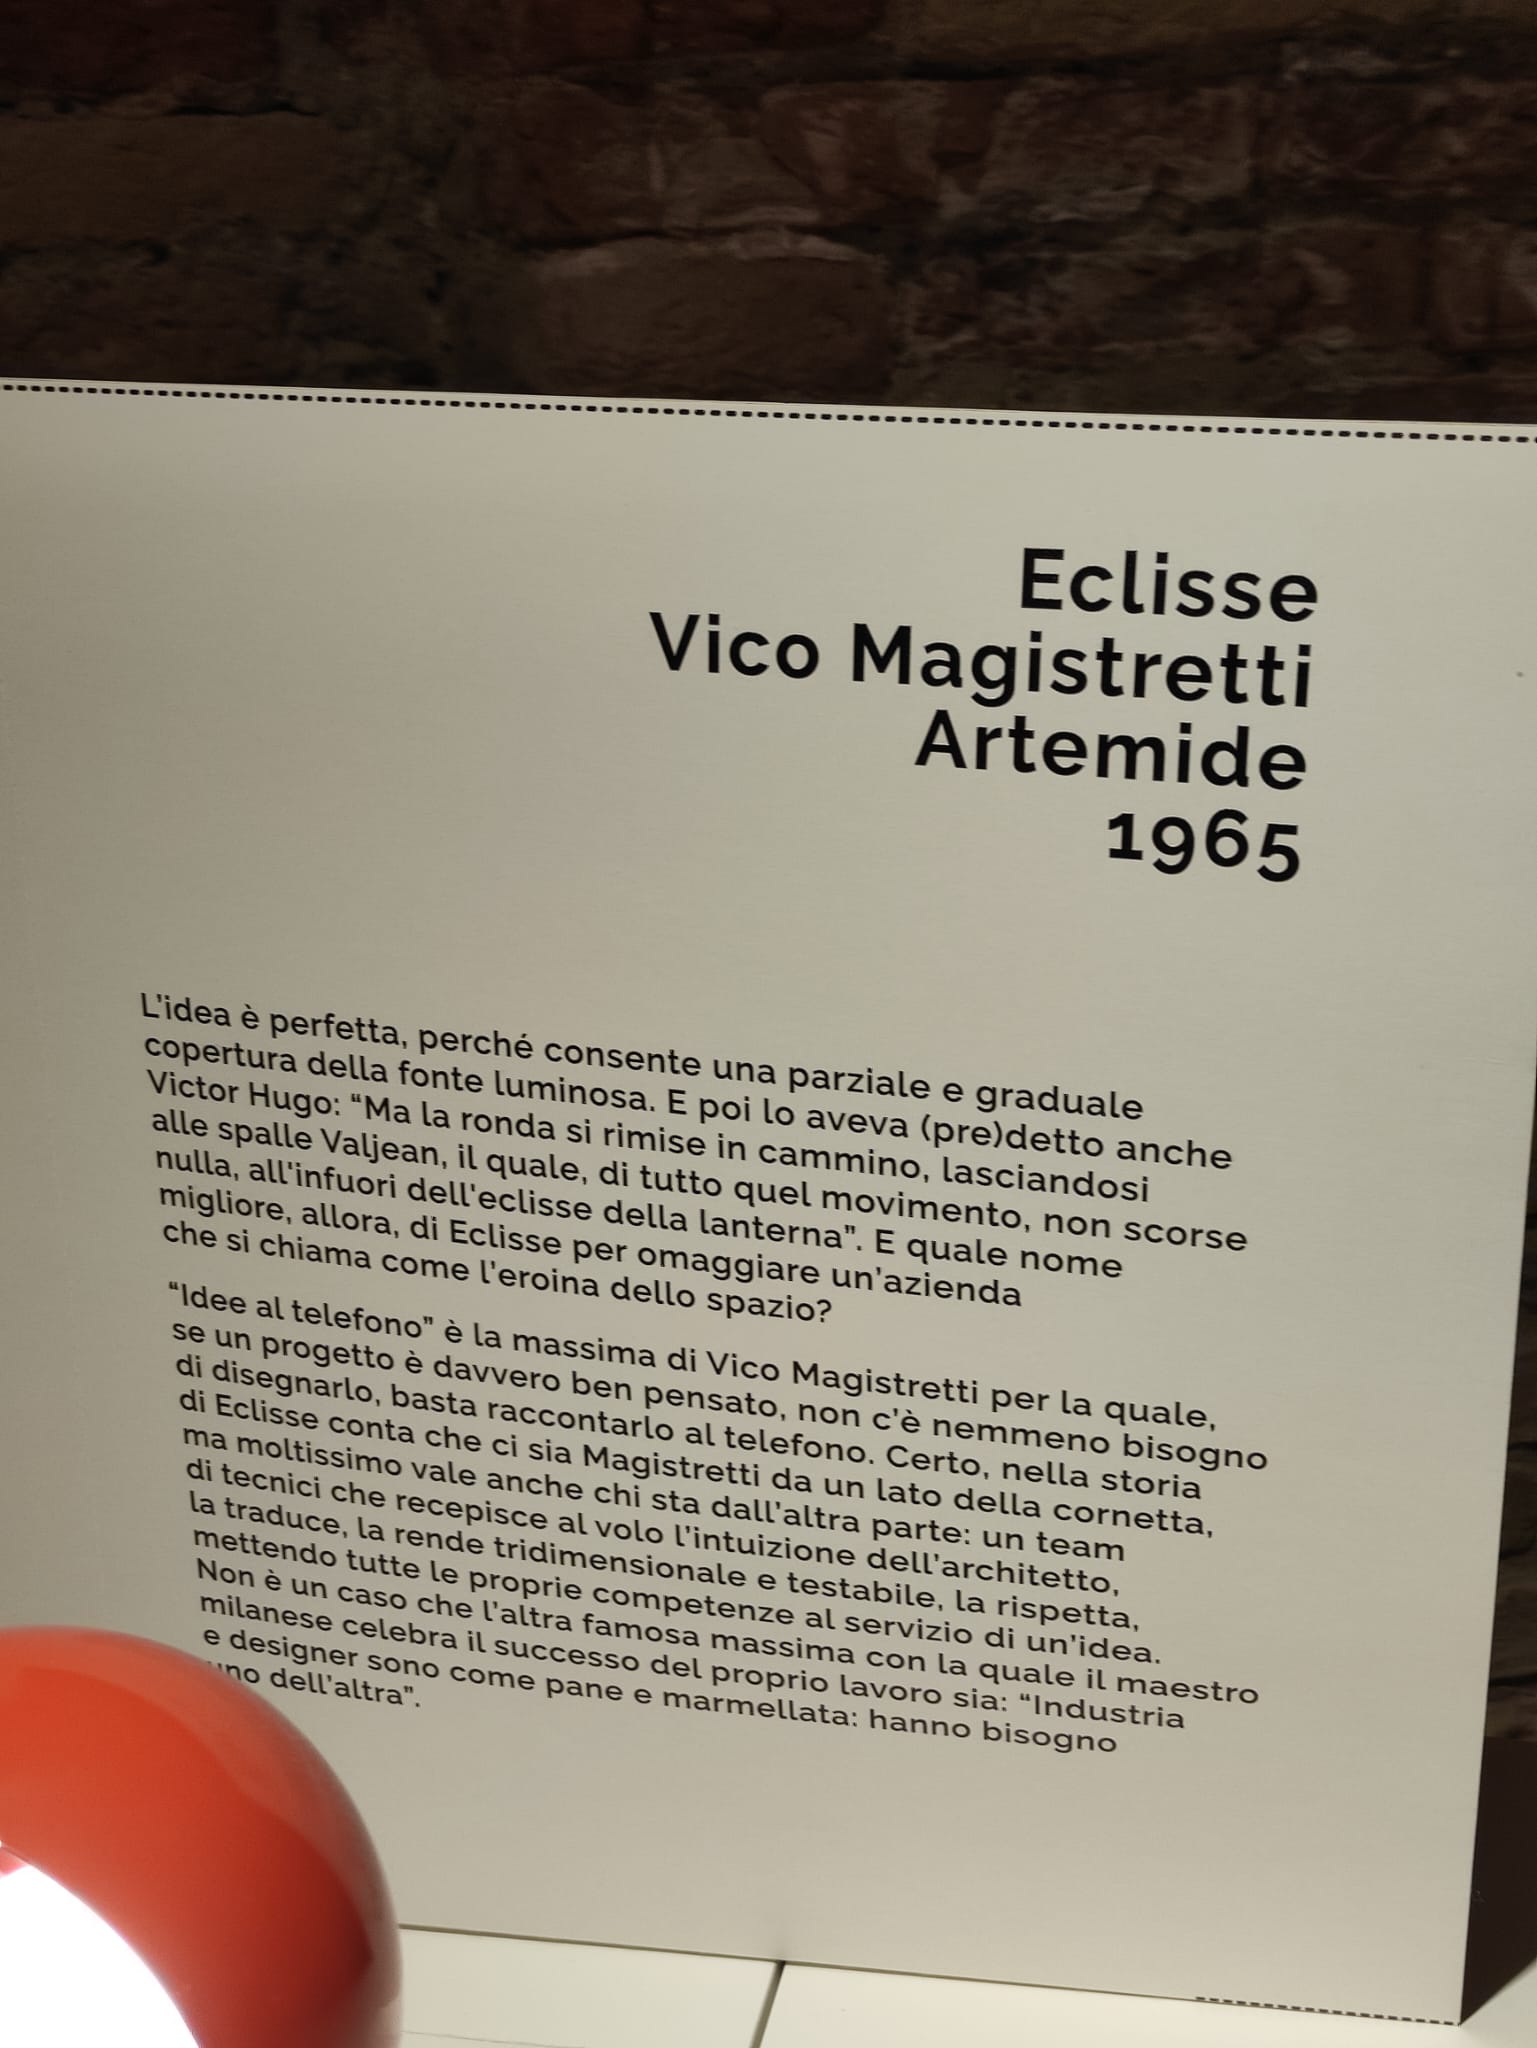 Eclisse
Vico Magistretti
Artemide
1965
L'idea è perfetta, perché consente una parziale e graduale
copertura della fonte luminosa. E poi lo aveva (pre)detto anche
Victor Hugo: “Ma la ronda si rimise in cammino, lasciandosi
alle spalle Valjean, il quale, di tutto quel movimento, non scorse
nulla, all'infuori dell'eclisse della lanterna”. E quale nome
migliore, allora, di Eclisse per omaggiare un'azienda
che si chiama come l'eroina dello spazio?
“Idee al telefono” è la massima di Vico Magistretti per la quale,
se un progetto è davvero ben pensato, non c'è nemmeno bisogno
di disegnarlo, basta raccontarlo al telefono. Certo, nella storia
di Eclisse conta che ci sia Magistretti da un lato della cornetta,
ma moltissimo vale anche chi sta dall'altra parte: un team
di tecnici che recepisce al volo l'intuizione dell'architetto,
la traduce, la rende tridimensionale e testabile, la rispetta,
mettendo tutte le proprie competenze al servizio di un'idea.
Non è un caso che l'altra famosa massima con la quale il maestro
milanese celebra il successo del proprio lavoro sia: “Industria
e designer sono come pane e marmellata: hanno bisogno
uno dell'altra”.